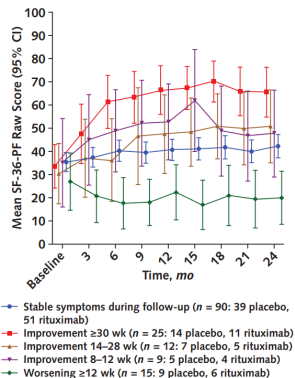 Mean SF-36-PF Raw Score (95% CI)
100
90
80
70
60
50
40
30
20
10
0
Baseline
3
6
9
12
15
18
21
24
Time, mo
Stable symptoms during follow-up (n = 90: 39 placebo,
51 rituximab)
Improvement ≥30 wk (n = 25: 14 placebo, 11 rituximab)
Improvement 14–28 wk (n = 12: 7 placebo, 5 rituximab)
Improvement 8–12 wk (n = 9: 5 placebo, 4 rituximab)
Worsening ≥12 wk (n = 15: 9 placebo, 6 rituximab)